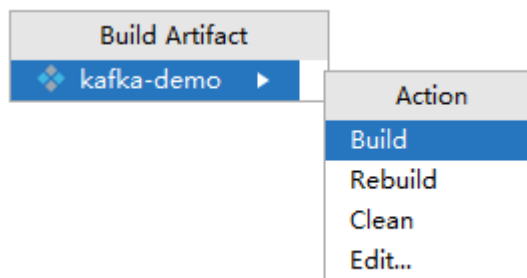 Build Artifact
kafka-demo
Action
Build
Rebuild
Clean
Edit...